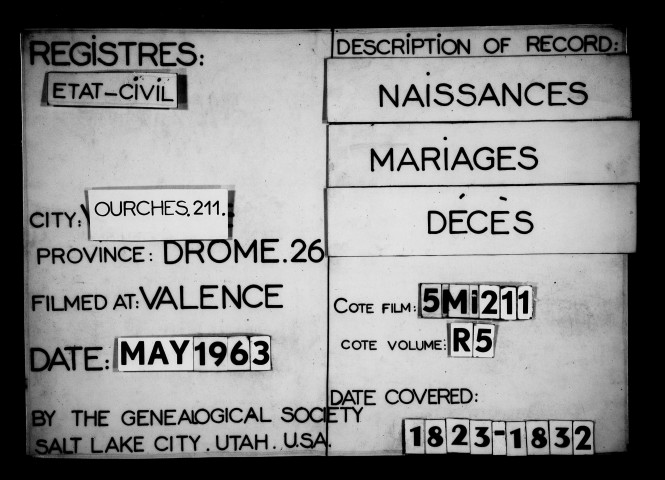 REGISTRES:
ETAT-CIVIL
CITY: OURCHES.211.
PROVINCE: DROME.26
FILMED AT: VALENCE
DATE: MAY 1963
BY THE GENEALOGICAL SOCIETY
SALT LAKE CITY. UTAH. U.S.A.
DESCRIPTION OF RECORD:
NAISSANCES
MARIAGES
DÉCÈS
COTE FILM: 5Mi211
COTE VOLUME: R5
DATE COVERED:
1823-1832